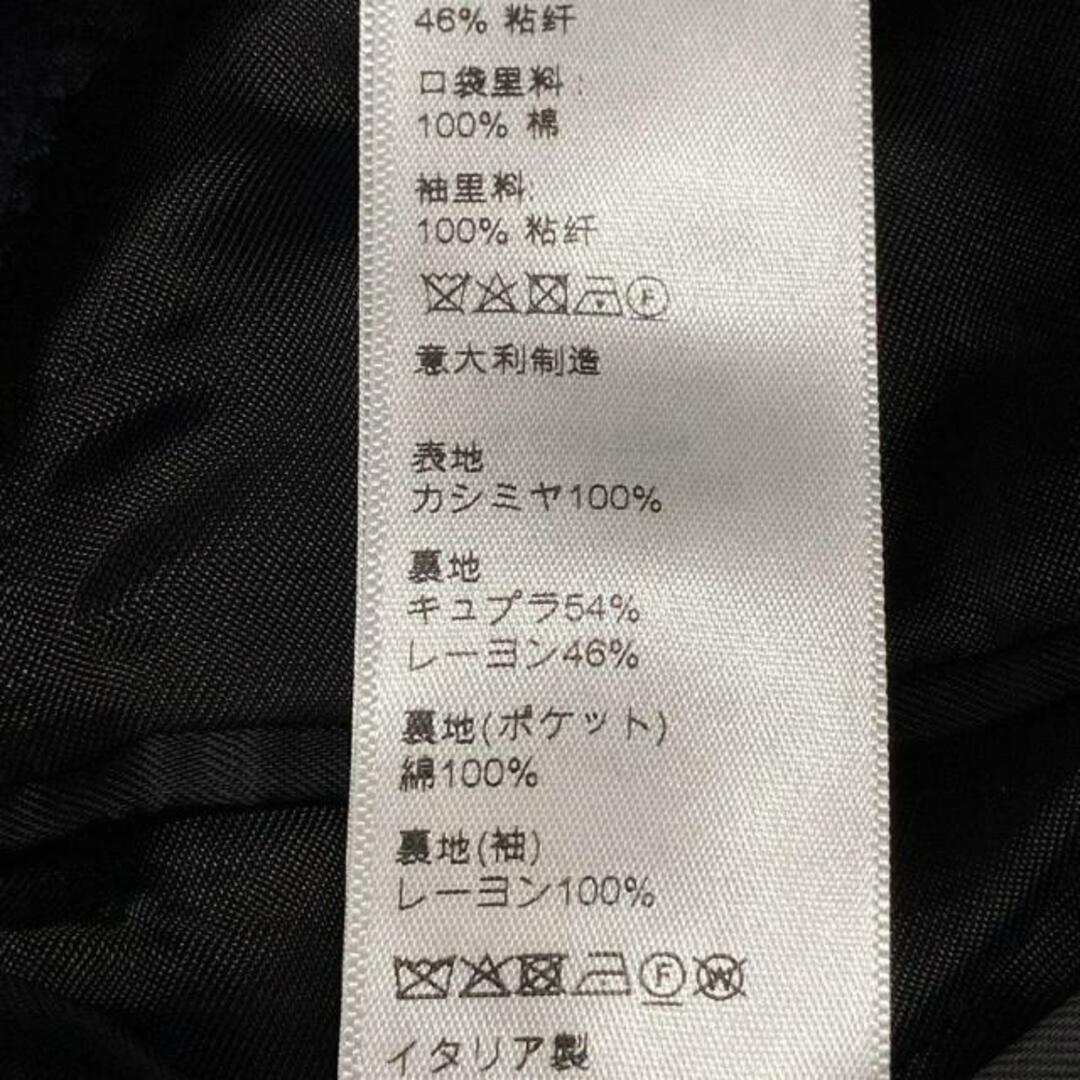 46% 粘纤
口袋里料:
100% 棉
袖里料:
100% 粘纤
F
意大利制造
表地
カシミヤ100%
裏地
キュプラ54%
レーヨン46%
裏地(ポケット)
綿100%
裏地(袖)
レーヨン100%
F W
イタリア製